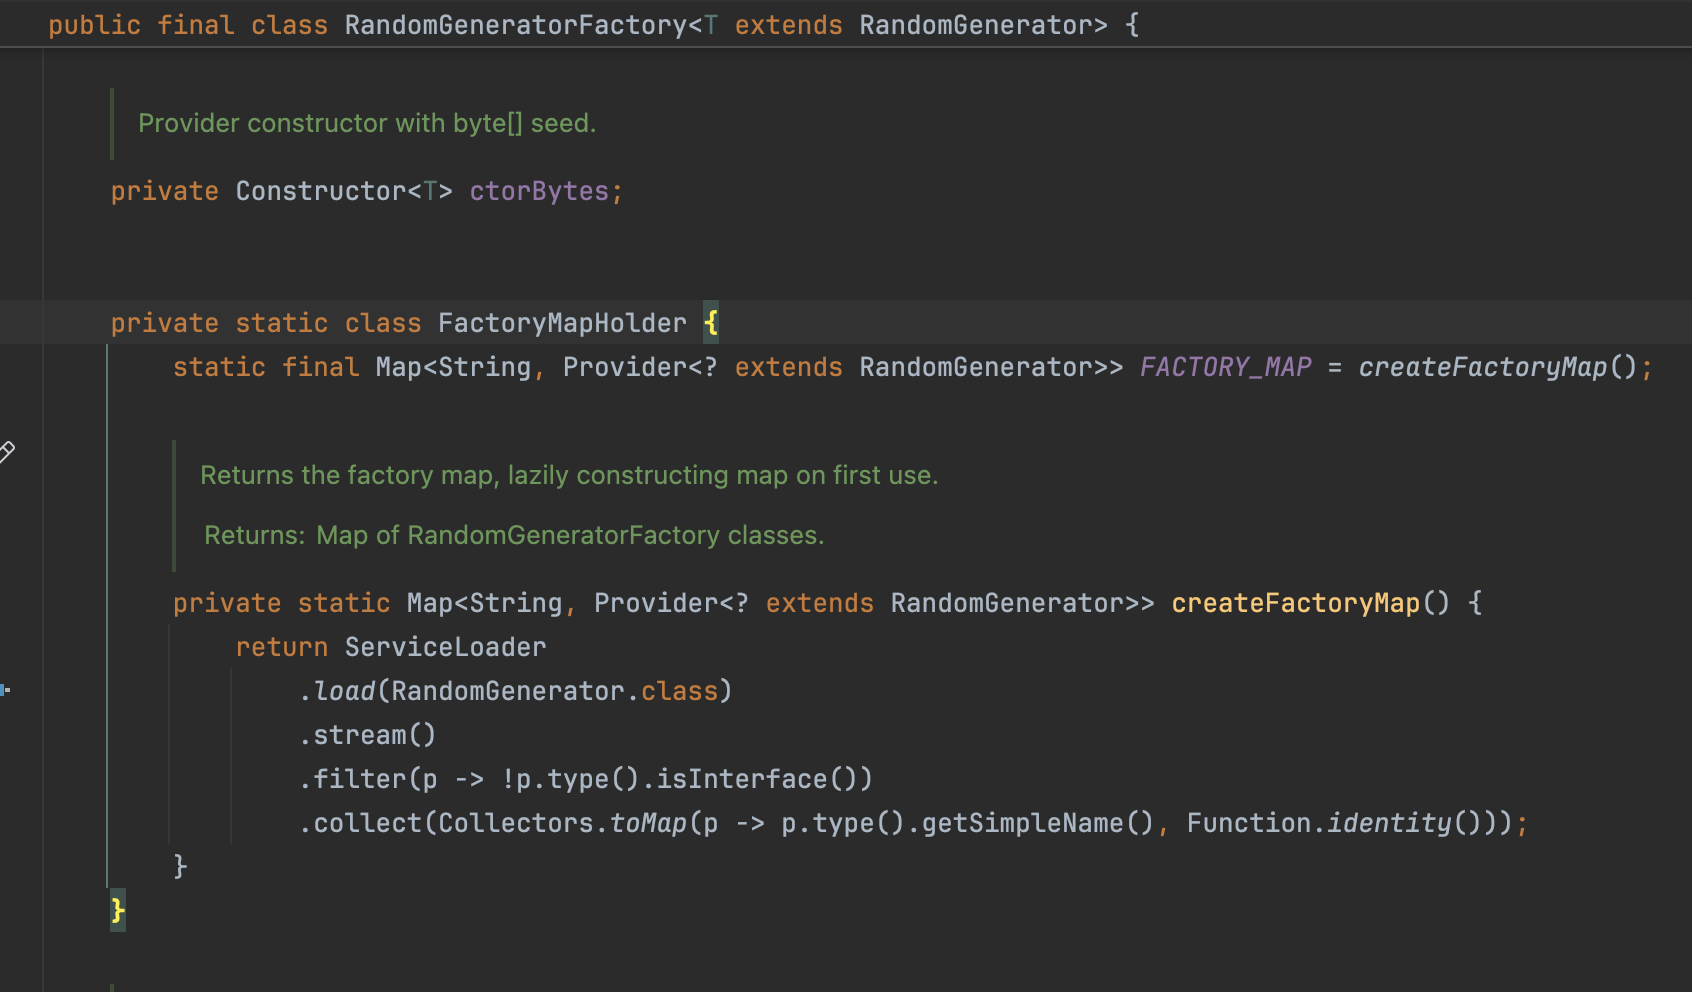 public final class RandomGeneratorFactory<T extends RandomGenerator> {
Provider constructor with byte[] seed.
private Constructor<T> ctorBytes;
private static class FactoryMapHolder {
static final Map<String, Provider<? extends RandomGenerator>> FACTORY_MAP = createFactoryMap();
Returns the factory map, lazily constructing map on first use.
Returns: Map of RandomGeneratorFactory classes.
private static Map<String, Provider<? extends RandomGenerator>> createFactoryMap() {
return ServiceLoader
.load(RandomGenerator.class)
.stream()
.filter(p -> !p.type().isInterface())
.collect(Collectors.toMap(p -> p.type().getSimpleName(), Function.identity()));
}
}